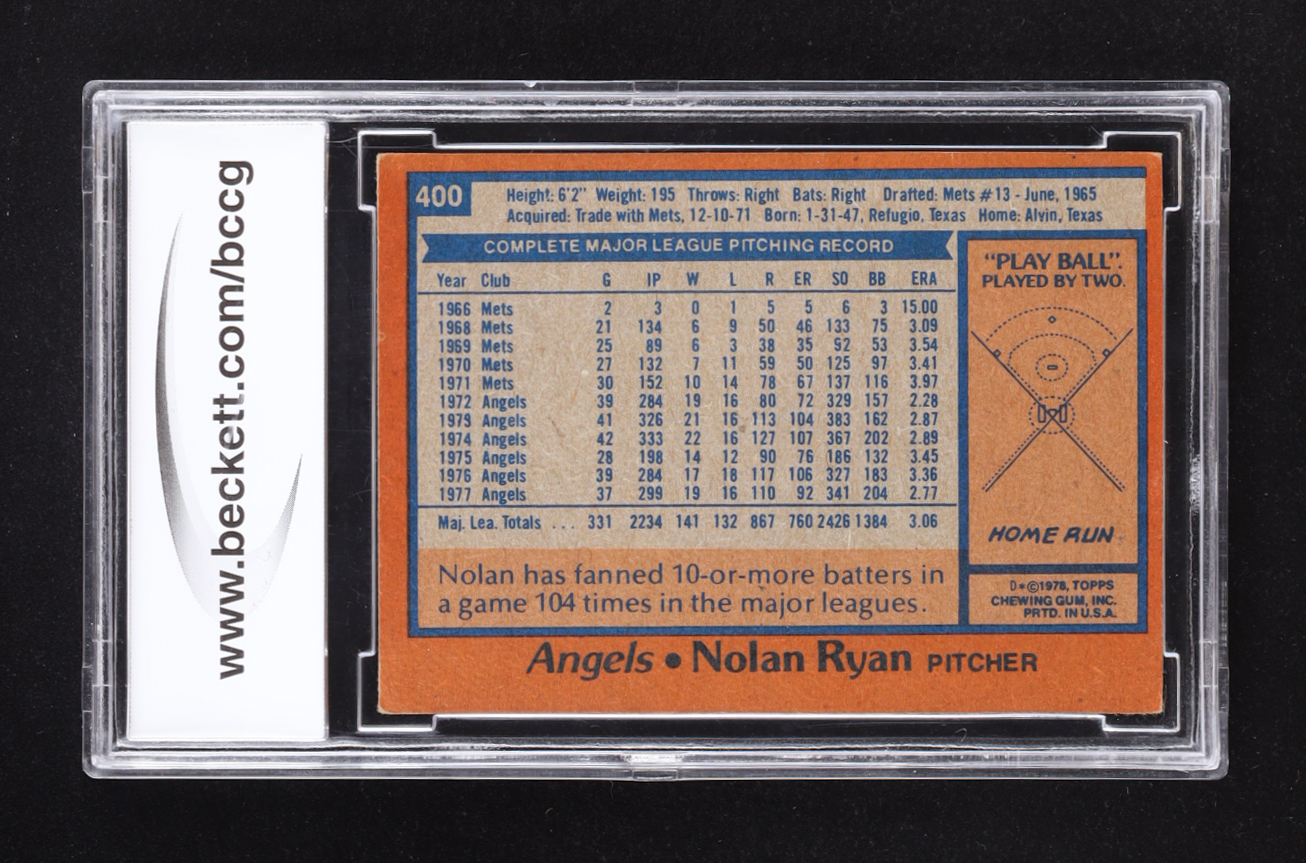 www.beckett.com/bccg
400
Height: 6'2" Weight: 195 Throws: Right Bats: Right Drafted: Mets #13 - June, 1965
Acquired: Trade with Mets, 12-10-71 Born: 1-31-47, Refugio, Texas Home: Alvin, Texas
COMPLETE MAJOR LEAGUE PITCHING RECORD
Year Club G IP W L R ER SO BB ERA
1966 Mets 2 3 0 1 5 5 6 3 15.00
1968 Mets 21 134 6 9 50 46 133 75 3.09
1969 Mets 25 89 6 3 38 35 92 53 3.54
1970 Mets 27 132 7 11 59 50 125 97 3.41
1971 Mets 30 152 10 14 78 67 137 116 3.97
1972 Angels 39 284 19 16 80 72 329 157 2.28
1973 Angels 41 326 21 16 113 104 383 162 2.87
1974 Angels 42 333 22 16 127 107 367 202 2.89
1975 Angels 28 198 14 12 90 76 186 132 3.45
1976 Angels 39 284 17 18 117 106 327 183 3.36
1977 Angels 37 299 19 16 110 92 341 204 2.77
Maj. Lea. Totals . . . 331 2234 141 132 867 760 2426 1384 3.06
Nolan has fanned 10-or-more batters in
a game 104 times in the major leagues.
"PLAY BALL".
PLAYED BY TWO.
HOME RUN
D*©1978, TOPPS
CHEWING GUM, INC.
PRTD. IN U.S.A.
Angels • Nolan Ryan PITCHER